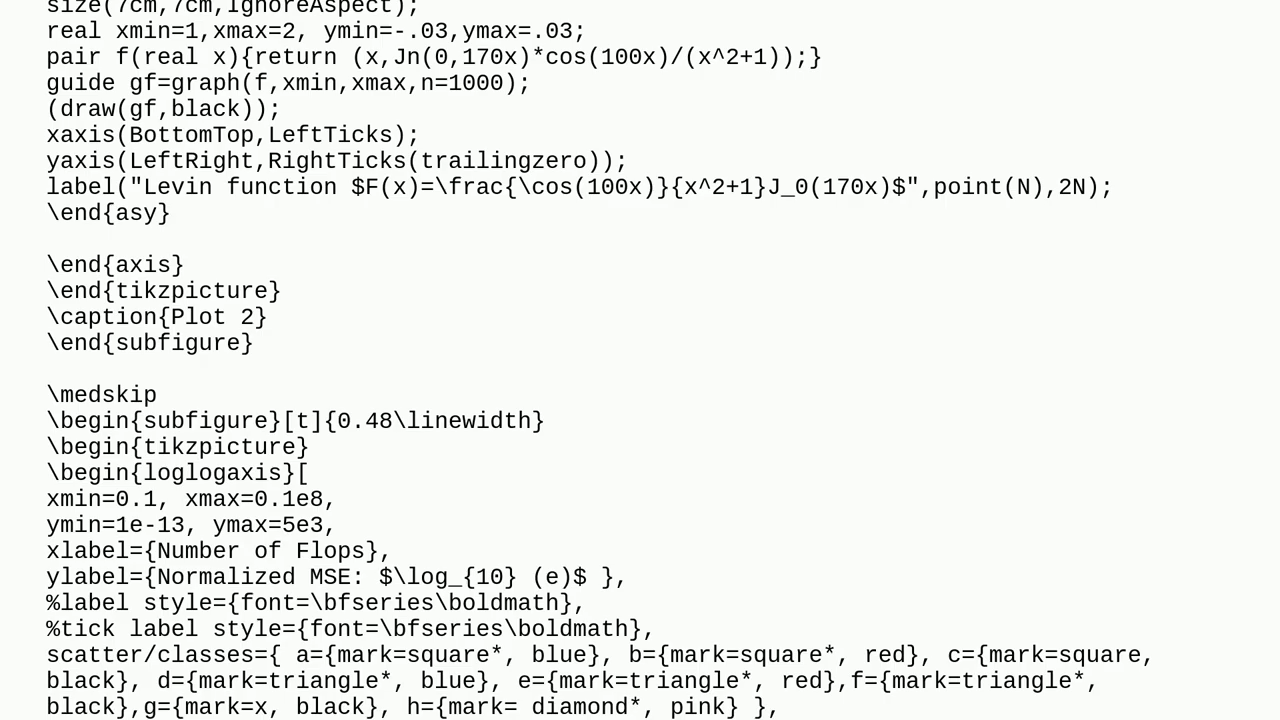 size(7cm,7cm,IgnoreAspect);
real xmin=1,xmax=2, ymin=-.03,ymax=.03;
pair f(real x){return (x,Jn(0,170x)*cos(100x)/(x^2+1));}
guide gf=graph(f,xmin,xmax,n=1000);
(draw(gf,black));
xaxis(BottomTop,LeftTicks);
yaxis(LeftRight,RightTicks(trailingzero));
label("Levin function $F(x)=\frac{\cos(100x)}{x^2+1}J_0(170x)$",point(N),2N);
\end{asy}

\end{axis}
\end{tikzpicture}
\caption{Plot 2}
\end{subfigure}

\medskip
\begin{subfigure}[t]{0.48\linewidth}
\begin{tikzpicture}
\begin{loglogaxis}[
xmin=0.1, xmax=0.1e8,
ymin=1e-13, ymax=5e3,
xlabel={Number of Flops},
ylabel={Normalized MSE: $\log_{10} (e)$ },
%label style={font=\bfseries\boldmath},
%tick label style={font=\bfseries\boldmath},
scatter/classes={ a={mark=square*, blue}, b={mark=square*, red}, c={mark=square,
black}, d={mark=triangle*, blue}, e={mark=triangle*, red},f={mark=triangle*,
black},g={mark=x, black}, h={mark= diamond*, pink} },